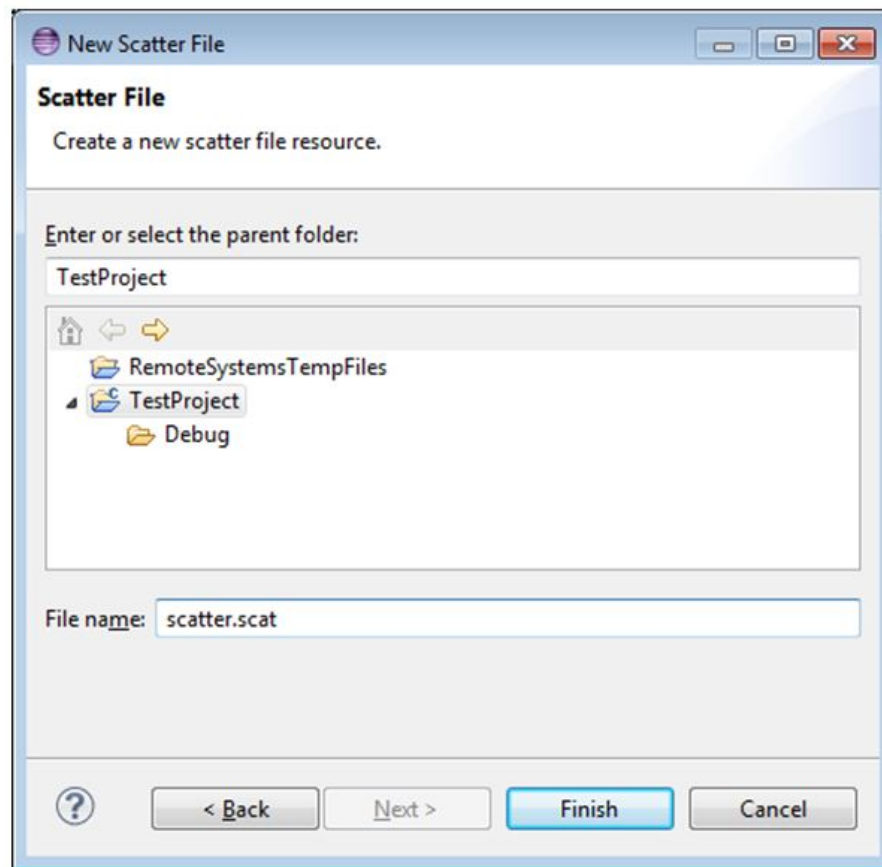 New Scatter File
Scatter File
Create a new scatter file resource.
Enter or select the parent folder:
TestProject
RemoteSystemsTempFiles
TestProject
Debug
File name: scatter.scat
< Back Next > Finish Cancel